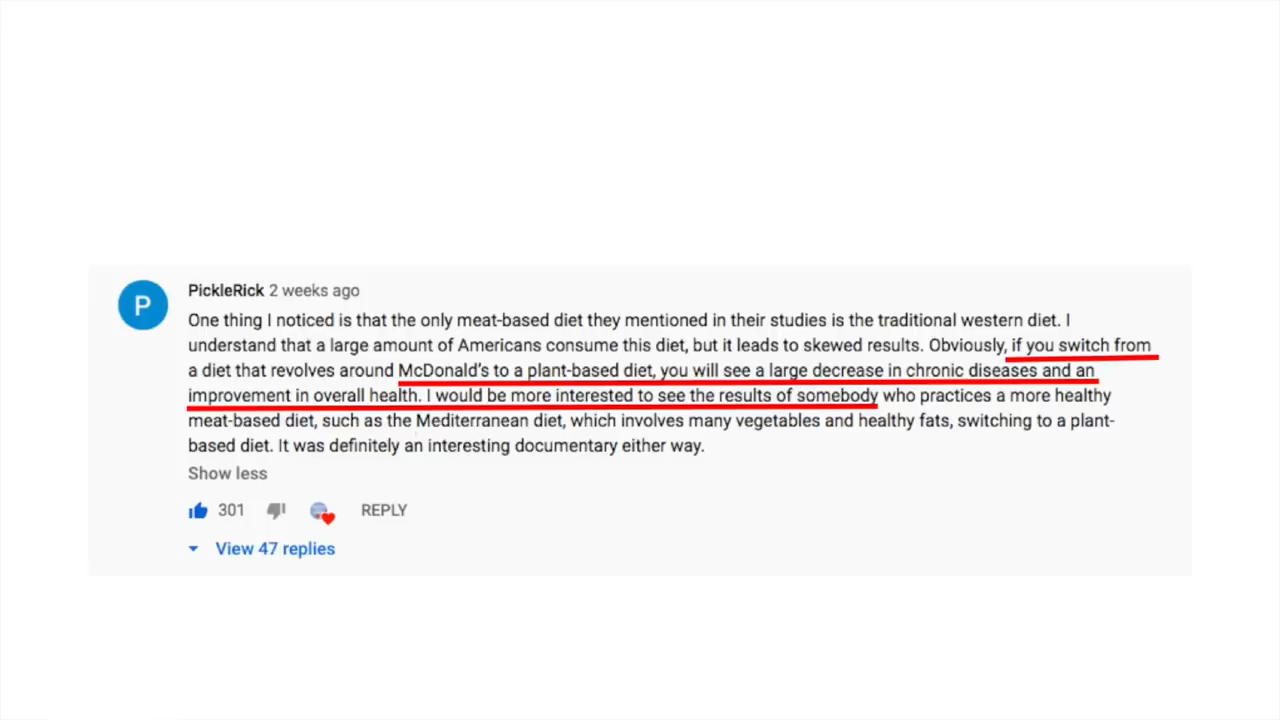 P
PickleRick 2 weeks ago
One thing I noticed is that the only meat-based diet they mentioned in their studies is the traditional western diet. I
understand that a large amount of Americans consume this diet, but it leads to skewed results. Obviously, if you switch from
a diet that revolves around McDonald's to a plant-based diet, you will see a large decrease in chronic diseases and an
improvement in overall health. I would be more interested to see the results of somebody who practices a more healthy
meat-based diet, such as the Mediterranean diet, which involves many vegetables and healthy fats, switching to a plant-
based diet. It was definitely an interesting documentary either way.
Show less
301 REPLY
View 47 replies